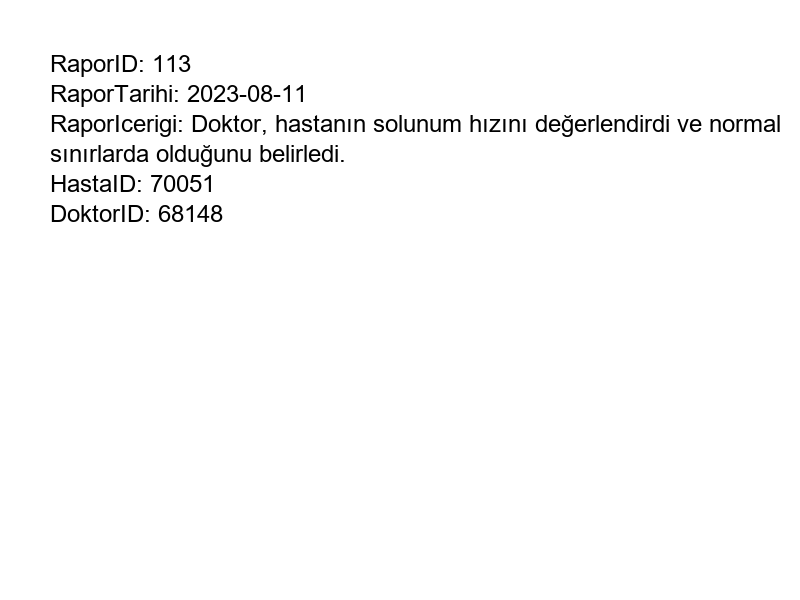 RaporID: 113
RaporTarihi: 2023-08-11
RaporIcerigi: Doktor, hastanın solunum hızını değerlendirdi ve normal
sınırlarda olduğunu belirledi.
HastaID: 70051
DoktorID: 68148